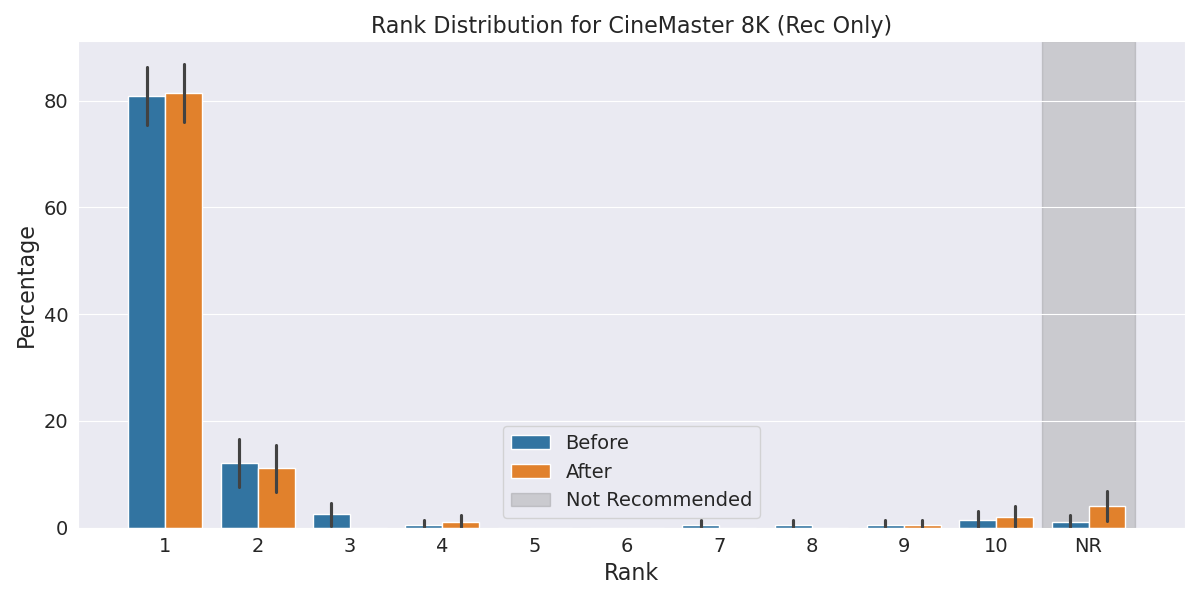 Rank Distribution for CineMaster 8K (Rec Only)
Percentage
80
60
40
20
0
Before
After
Not Recommended
1 2 3 4 5 6 7 8 9 10 NR
Rank